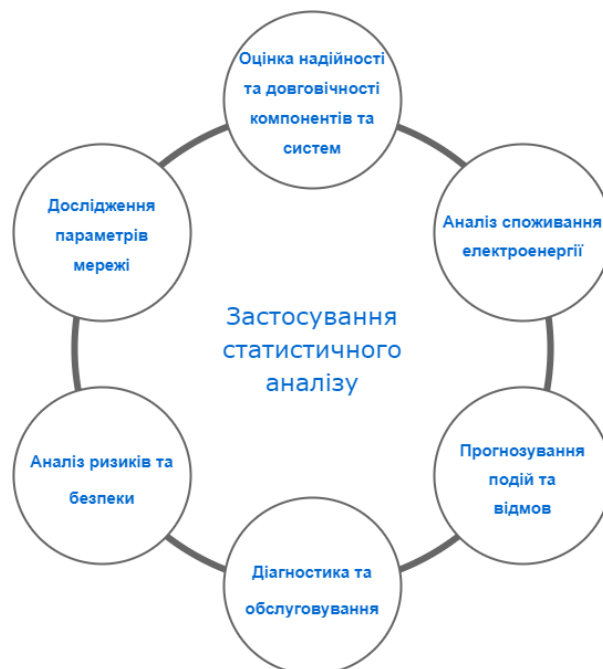 Оцінка надійності
та довговічності
компонентів та
систем
Дослідження
параметрів
мережі
Аналіз споживання
електроенергії
Застосування
статистичного
аналізу
Аналіз ризиків та
безпеки
Прогнозування
подій та
відмов
Діагностика та
обслуговування